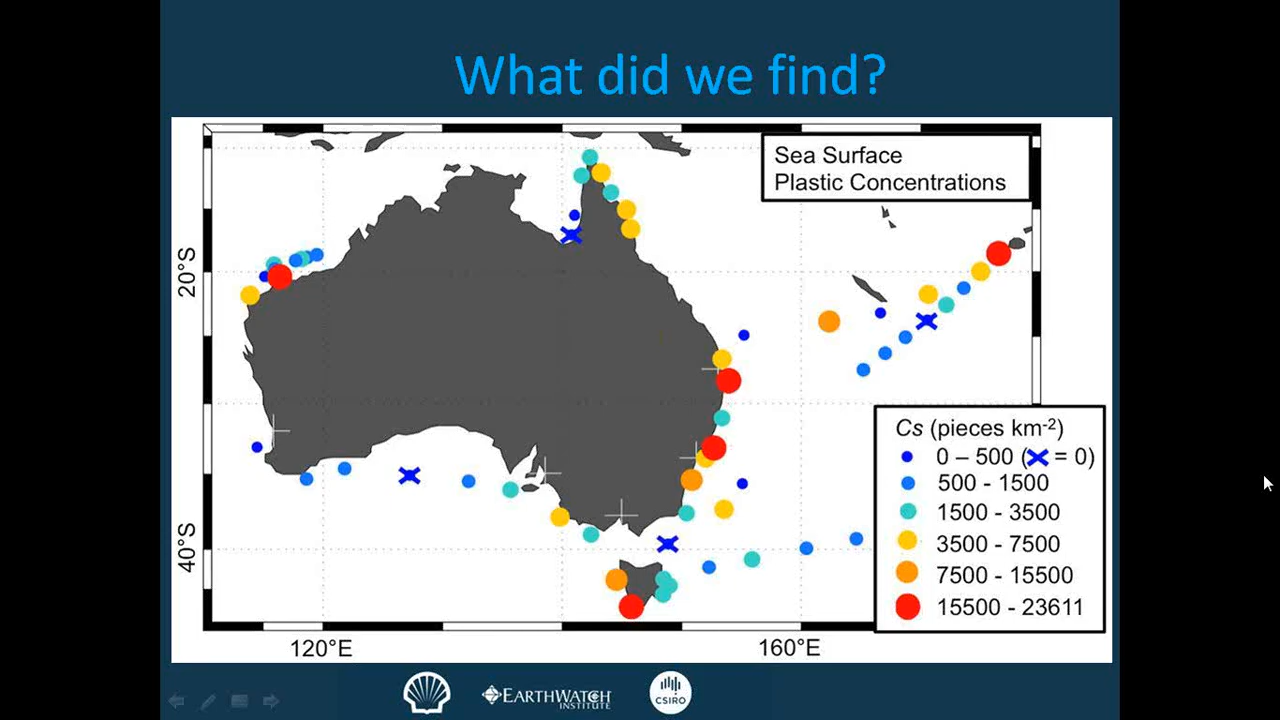 What did we find?
Sea Surface
Plastic Concentrations
20°S
40°S
120°E
160°E
Cs (pieces km-2)
0 – 500 (✖ = 0)
500 - 1500
1500 - 3500
3500 - 7500
7500 - 15500
15500 - 23611
EARTHWATCH
INSTITUTE
CSIRO